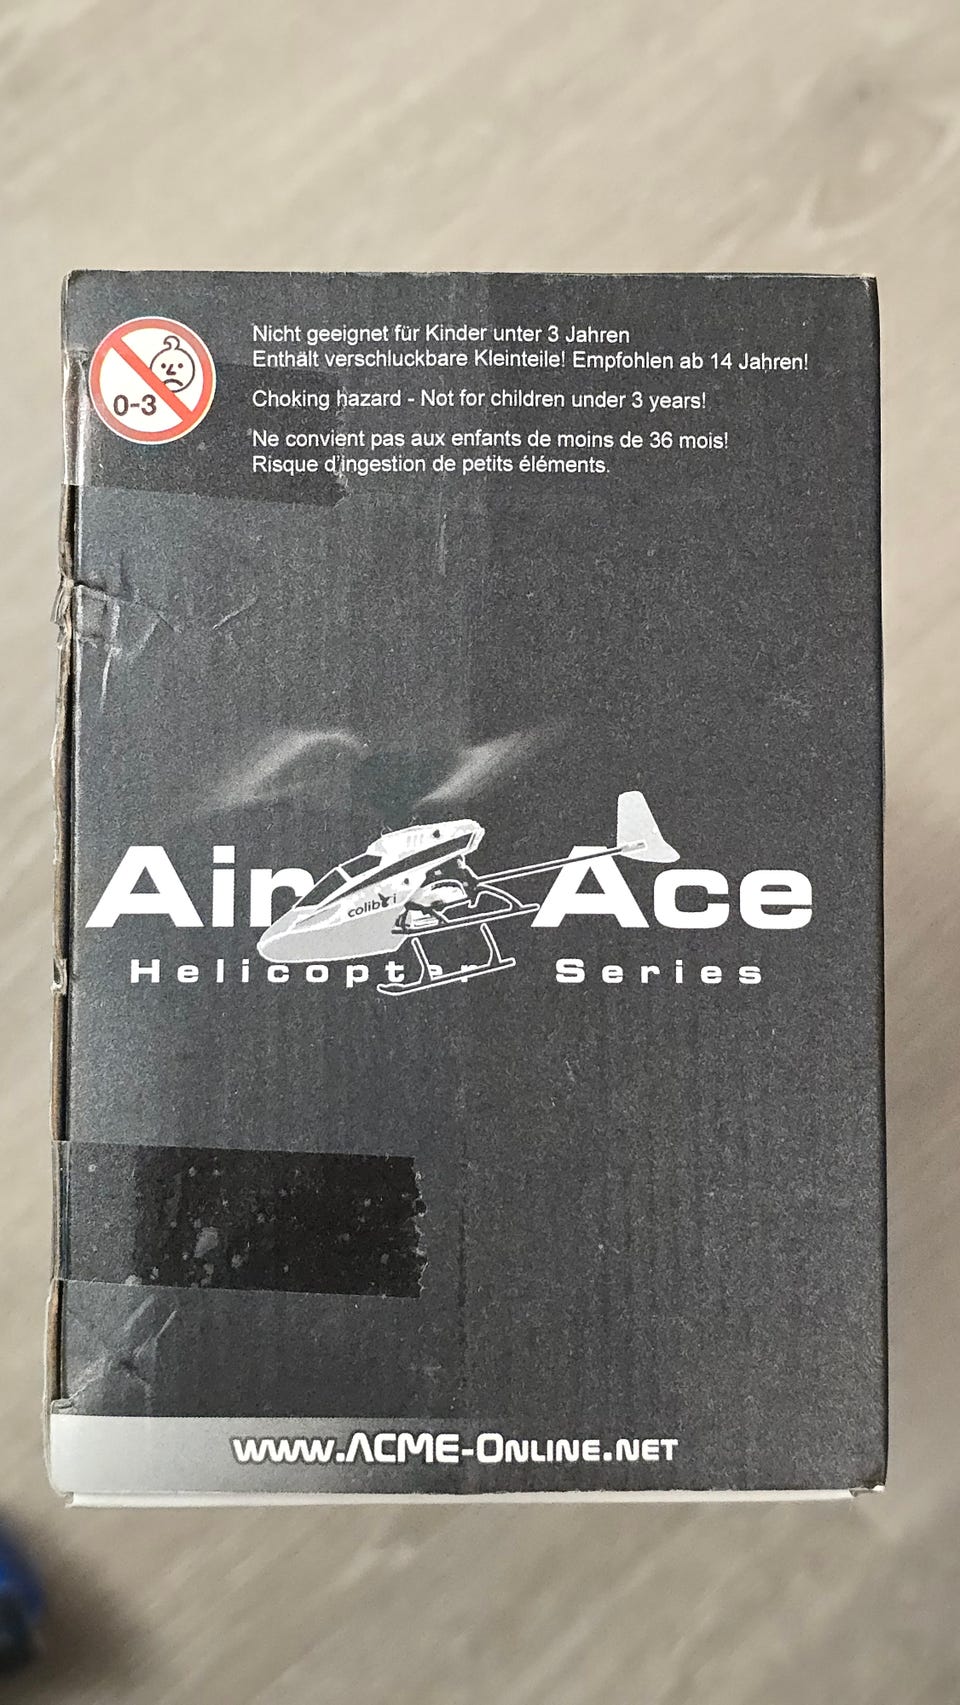 0-3
Nicht geeignet für Kinder unter 3 Jahren
Enthält verschluckbare Kleinteile! Empfohlen ab 14 Jahren!
Choking hazard - Not for children under 3 years!
Ne convient pas aux enfants de moins de 36 mois!
Risque d'ingestion de petits éléments.
Air Ace
colibri
Helicopter Series
www.ACME-ONLINE.NET